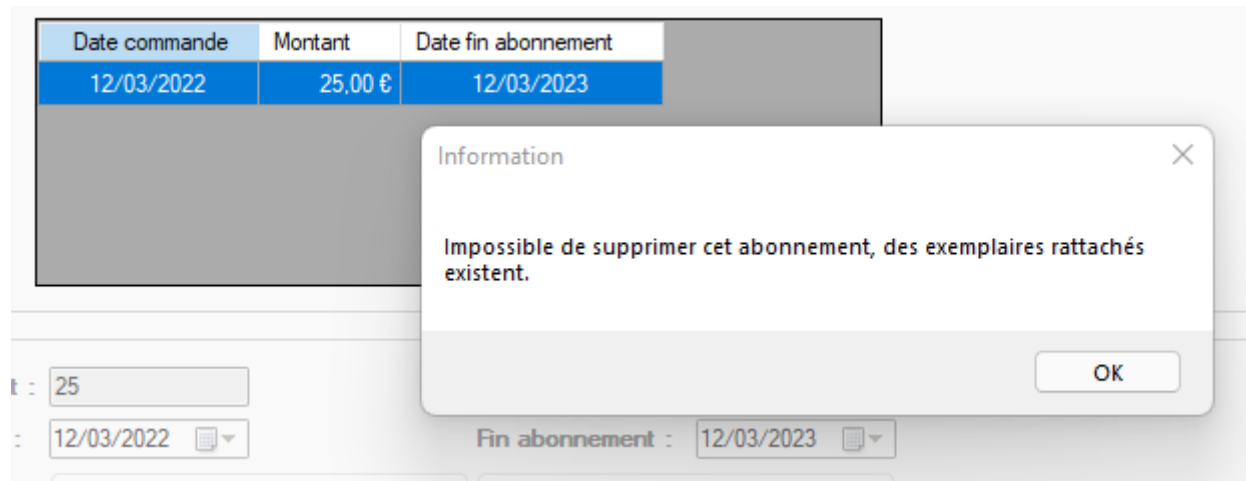 Date commande Montant Date fin abonnement
12/03/2022 25,00 € 12/03/2023
Information
Impossible de supprimer cet abonnement, des exemplaires rattachés
existent.
OK
t : 25
: 12/03/2022 Fin abonnement : 12/03/2023